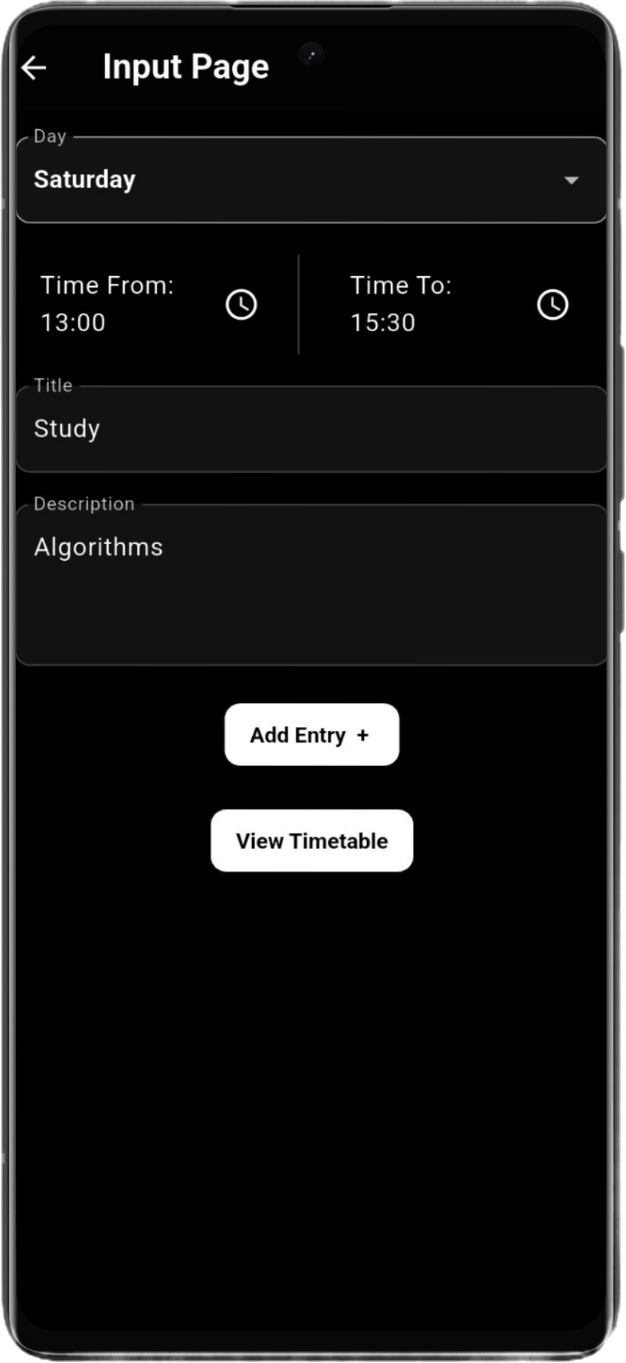 Input Page
Day
Saturday
Time From:
13:00
Time To:
15:30
Title
Study
Description
Algorithms
Add Entry +
View Timetable